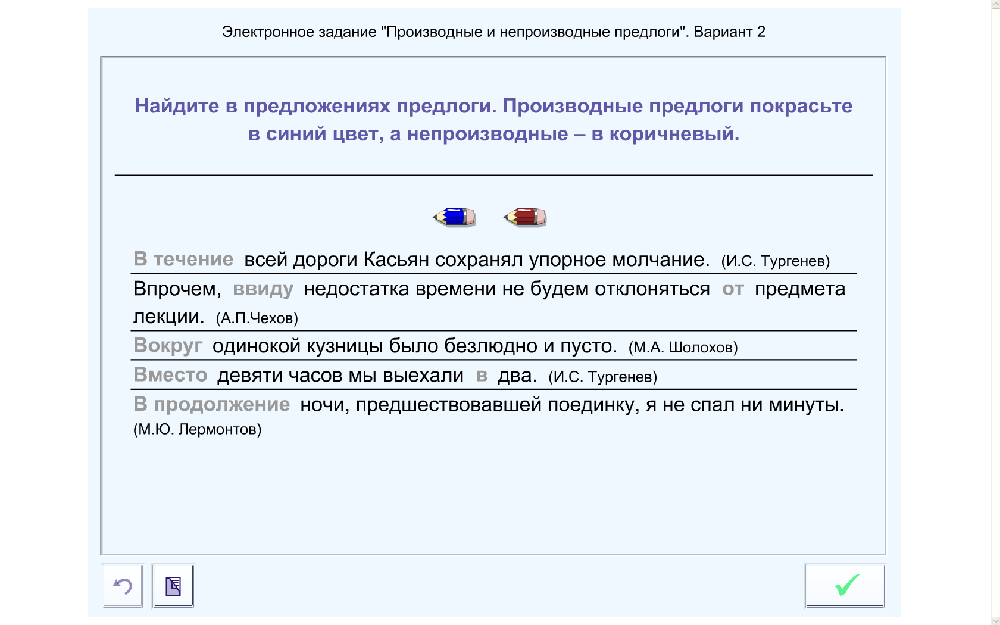 Электронное задание "Производные и непроизводные предлоги". Вариант 2
Найдите в предложениях предлоги. Производные предлоги покрасьте
в синий цвет, а непроизводные – в коричневый.
В течение всей дороги Касьян сохранял упорное молчание. (И.С. Тургенев)
Впрочем, ввиду недостатка времени не будем отклоняться от предмета
лекции. (А.П.Чехов)
Вокруг одинокой кузницы было безлюдно и пусто. (М.А. Шолохов)
Вместо девяти часов мы выехали в два. (И.С. Тургенев)
В продолжение ночи, предшествовавшей поединку, я не спал ни минуты.
(М.Ю. Лермонтов)